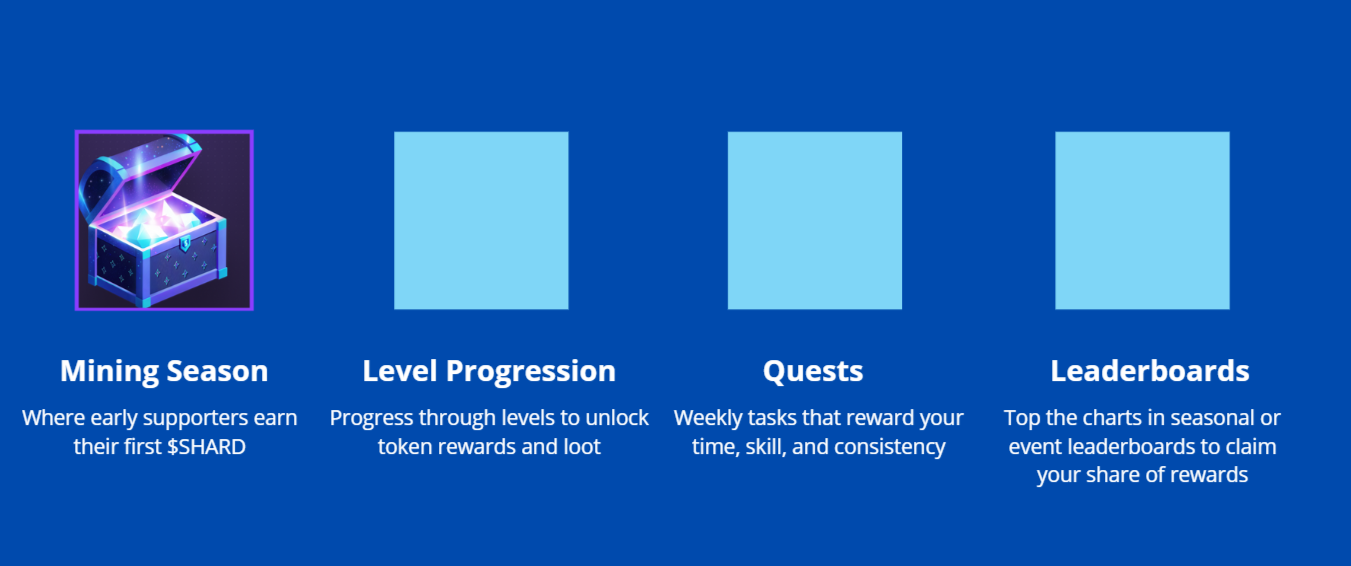 Mining Season
Where early supporters earn
their first $SHARD
Level Progression
Progress through levels to unlock
token rewards and loot
Quests
Weekly tasks that reward your
time, skill, and consistency
Leaderboards
Top the charts in seasonal or
event leaderboards to claim
your share of rewards